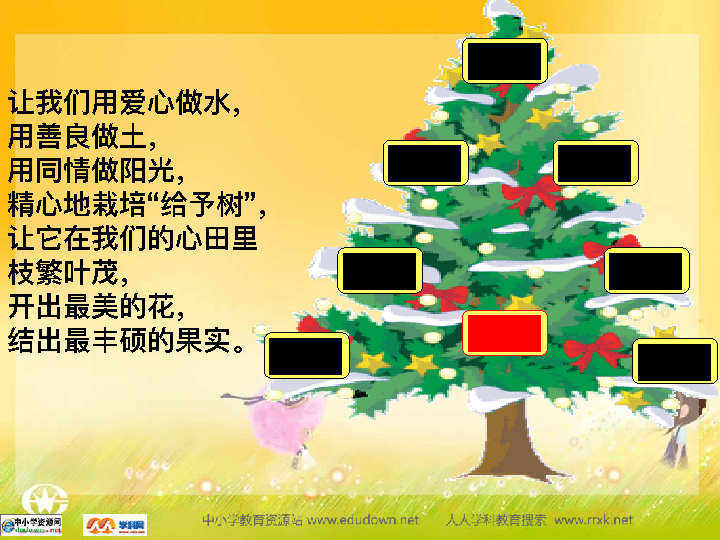 让我们用爱心做水，
用善良做土，
用同情做阳光，
精心地栽培“给予树”，
让它在我们的心田里
枝繁叶茂，
开出最美的花，
结出最丰硕的果实。
中小学资源网
学科网
中小学教育资源站 www.edudown.net 人人学科教育搜索 www.rrxk.net